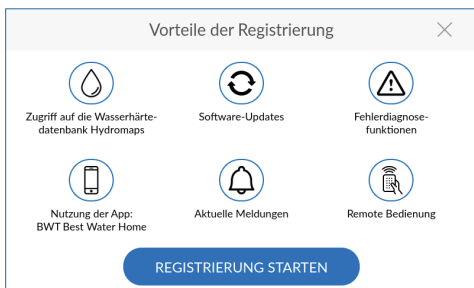 Vorteile der Registrierung
Zugriff auf die Wasserhärte-
datenbank Hydromaps
Software-Updates
Fehlerdiagnose-
funktionen
Nutzung der App:
BWT Best Water Home
Aktuelle Meldungen
Remote Bedienung
REGISTRIERUNG STARTEN